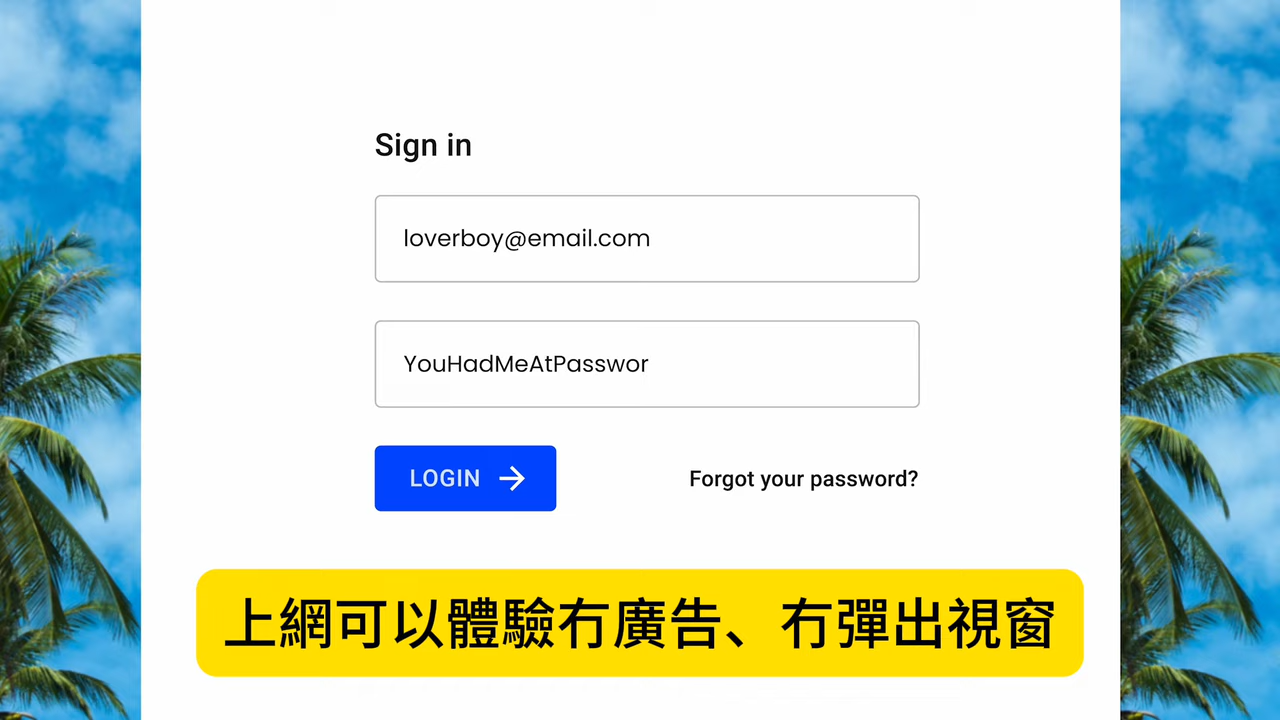 Sign in
loverboy@email.com
YouHadMeAtPasswor
LOGIN
Forgot your password?
上網可以體驗冇廣告、冇彈出視窗